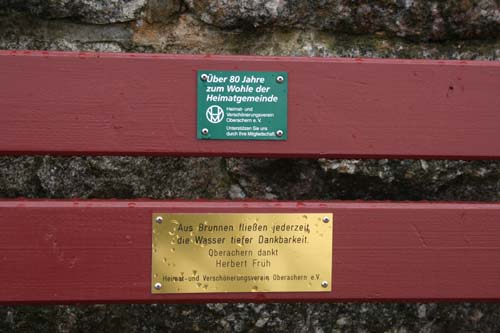 Über 80 Jahre
zum Wohle der
Heimatgemeinde
Heimat- und
Verschönerungsverein
Oberachern e. V.
Unterstützen Sie uns
durch Ihre Mitgliedschaft
Aus Brunnen fließen jederzeit
die Wasser tiefer Dankbarkeit.
Oberachern dankt
Herbert Früh
Heimat-und Verschönerungsverein Oberachern e.V.